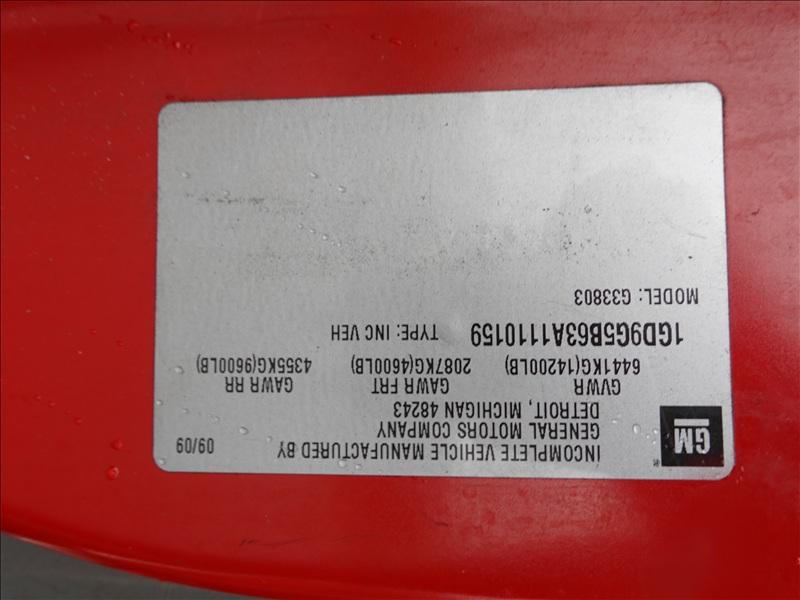 GM
INCOMPLETE VEHICLE MANUFACTURED BY
09/09
GENERAL MOTORS COMPANY
DETROIT, MICHIGAN 48243
GVWR GAWR FRT GAWR RR
6441KG(14200LB) 2087KG(4600LB) 4355KG(9600LB)
1GD9G5B63A1110159 TYPE: INC VEH
MODEL: G33803